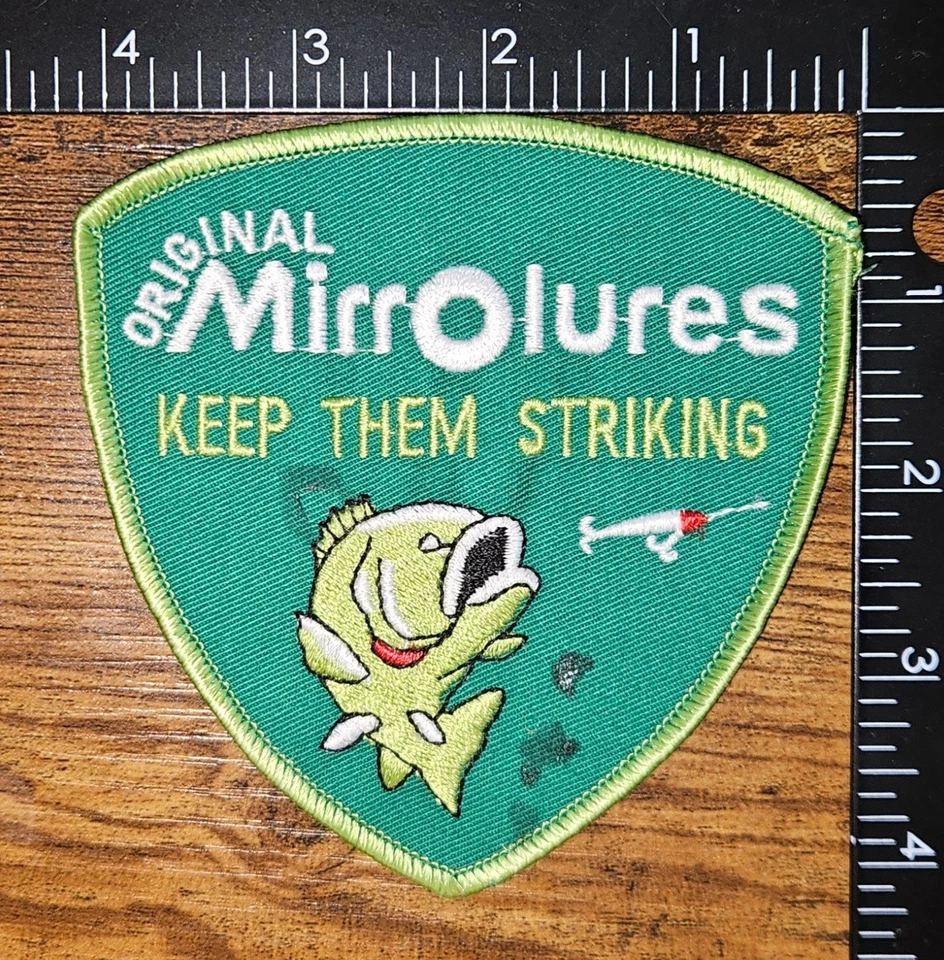 4 3 2 1
ORIGINAL
MirrOlures
KEEP THEM STRIKING
1
2
3
4